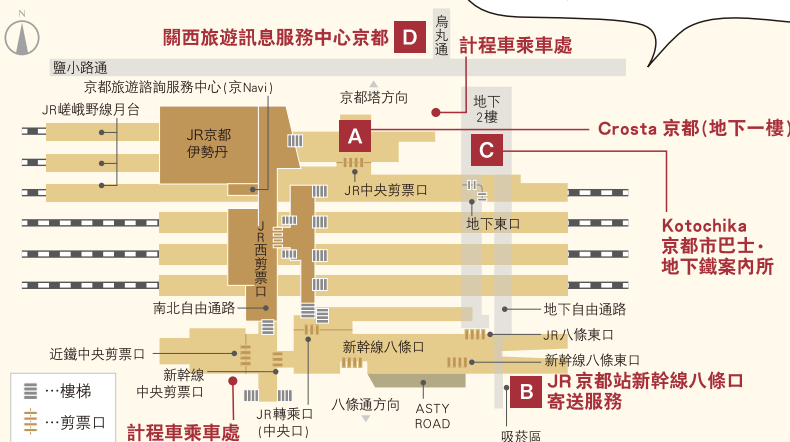 N
關西旅遊訊息服務中心京都
D
烏丸通
計程車乘車處
鹽小路通
京都旅遊諮詢服務中心(京Navi)
京都塔方向
地下
2樓
JR嵯峨野線月台
JR京都
伊勢丹
A
Crosta 京都(地下一樓)
C
JR中央剪票口
地下東口
Kotochika
京都市巴士・
地下鐵案內所
JR西剪票口
南北自由通路
地下自由通路
JR八條東口
近鐵中央剪票口
新幹線八條口
新幹線八條東口
新幹線
中央剪票口
B
JR 京都站新幹線八條口
寄送服務
…樓梯
…剪票口
計程車乘車處
JR轉乘口
(中央口)
八條通方向
ASTY
ROAD
吸菸區